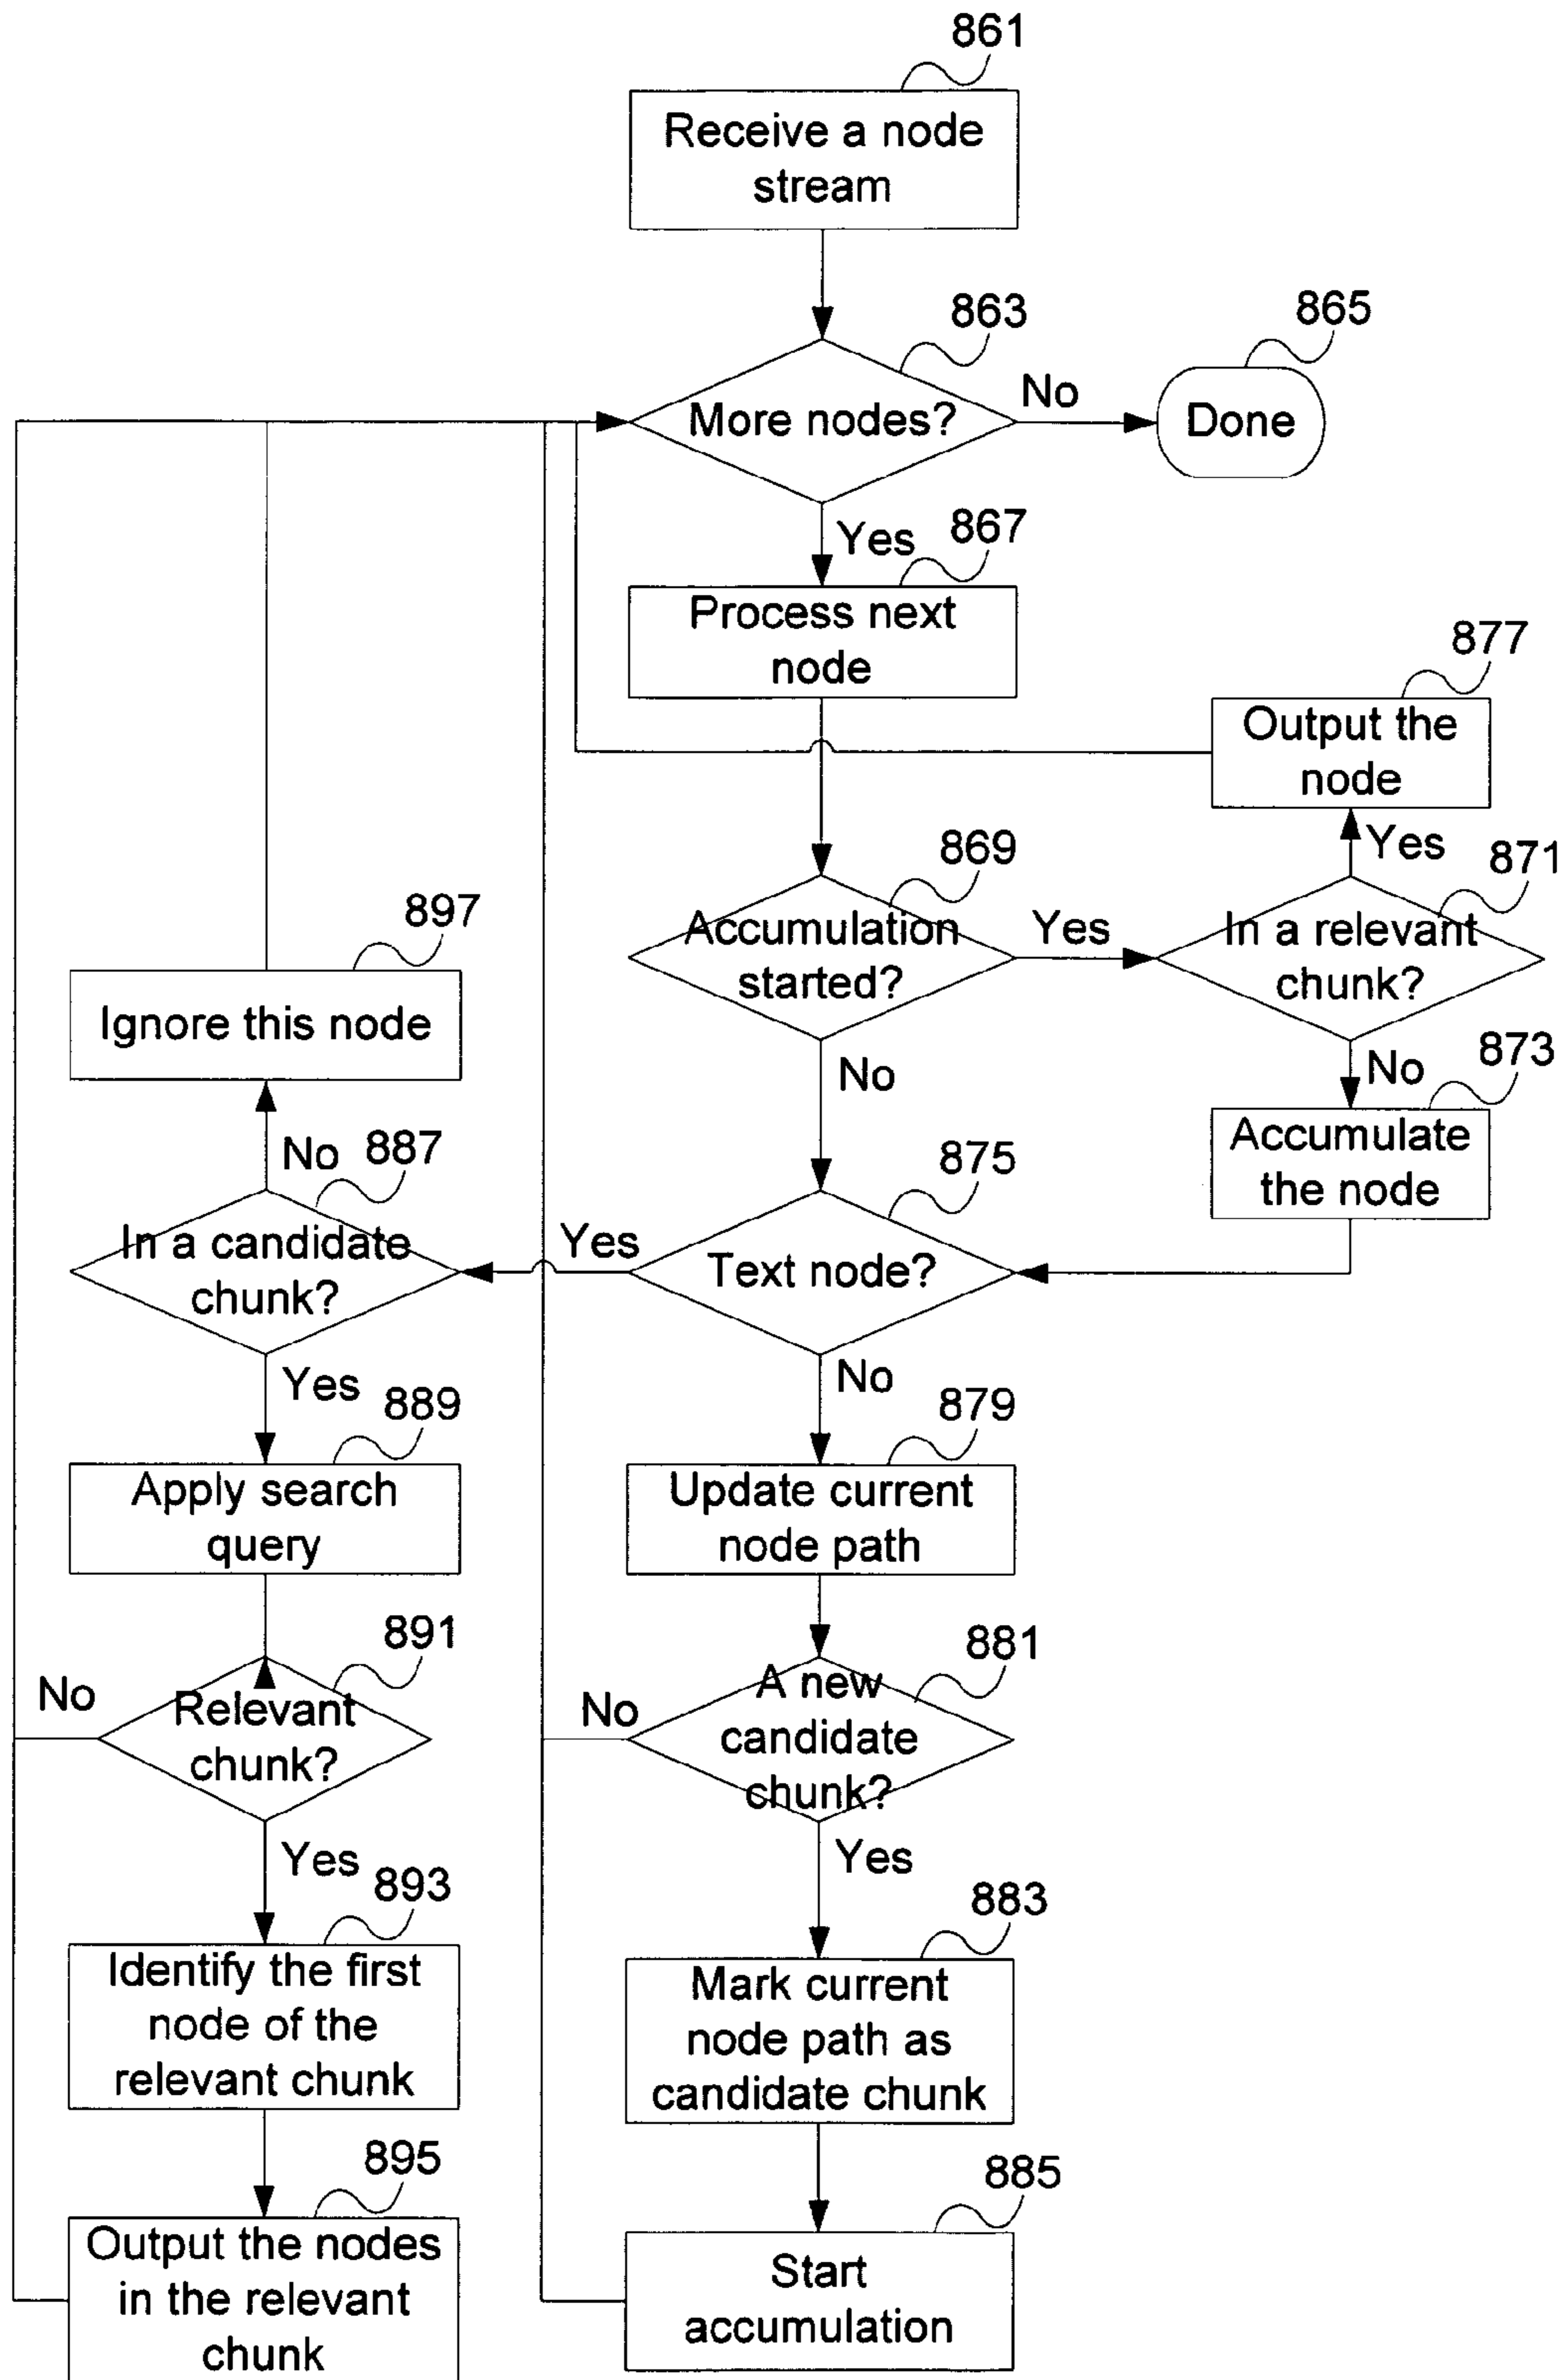 861
Receive a node
stream
863
865
More nodes?
No
Done
Yes
867
Process next
node
877
Output the
node
Yes
869
871
Accumulation
started?
Yes
In a relevant
chunk?
897
Ignore this node
No
No
873
Accumulate
the node
No
887
875
In a candidate
chunk?
Yes
Text node?
Yes
889
No
879
Apply search
query
Update current
node path
891
881
No
Relevant
chunk?
No
A new
candidate
chunk?
Yes
893
Yes
883
Identify the first
node of the
relevant chunk
Mark current
node path as
candidate chunk
895
885
Output the nodes
in the relevant
chunk
Start
accumulation